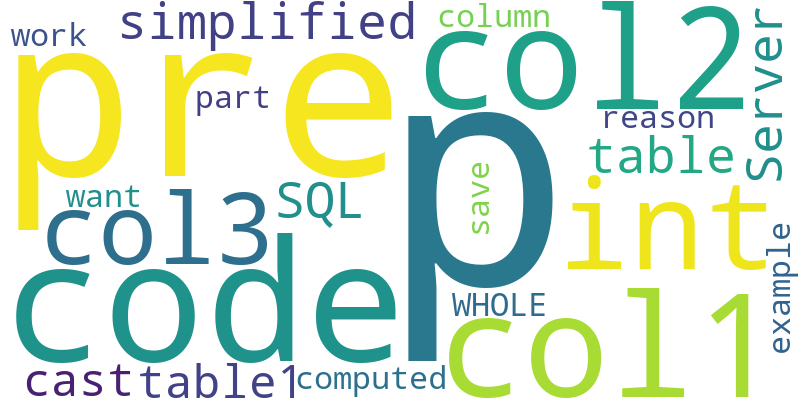 work
simplified
column
pre
part
col2
Server
reason
table
p
save
want
col3
SQL
int
code
WHOLE
example
col1
cast
table1
computed